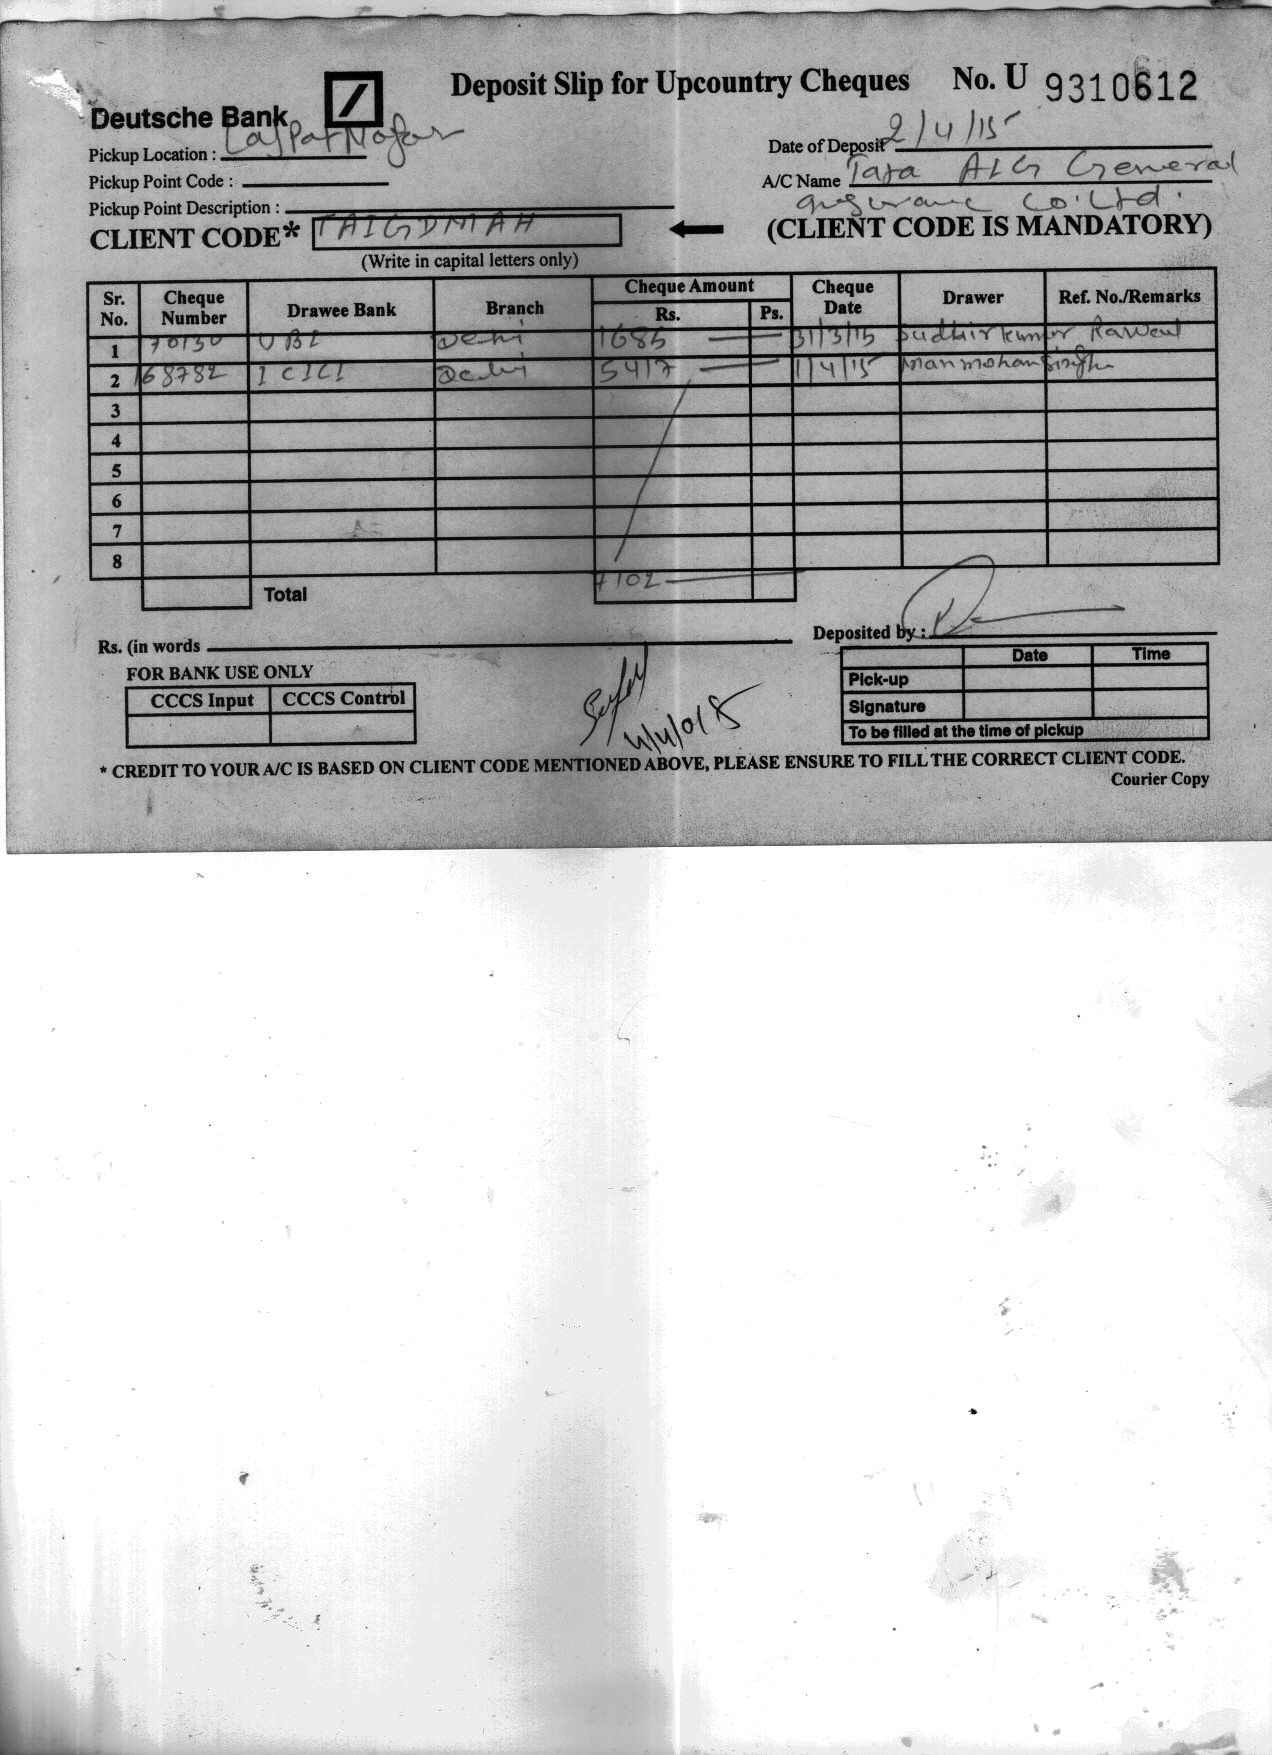 Deutsche Bank
Deposit Slip for Upcountry Cheques No. U 9310612
Pickup Location : Lajpat Nagar
Date of Deposit 2/4/15
Pickup Point Code :
A/C Name Tata AIG General
Insurance Co. Ltd.
Pickup Point Description :
CLIENT CODE* TAIGDMAH
(CLIENT CODE IS MANDATORY)
(Write in capital letters only)
Sr. No. Cheque Number Drawee Bank Branch Cheque Amount Rs. Ps. Cheque Date Drawer Ref. No./Remarks
1 70130 UBI Delhi 1685 31/3/15 Sudhir Kumar Rawat
2 168782 ICICI Delhi 5417 1/4/15 Manmohan Singh
3
4
5
6
7
8
Total 7102
Rs. (in words
Deposited by :
FOR BANK USE ONLY
CCCS Input CCCS Control
Date Time
Pick-up
Signature
To be filled at the time of pickup
* CREDIT TO YOUR A/C IS BASED ON CLIENT CODE MENTIONED ABOVE, PLEASE ENSURE TO FILL THE CORRECT CLIENT CODE.
Courier Copy